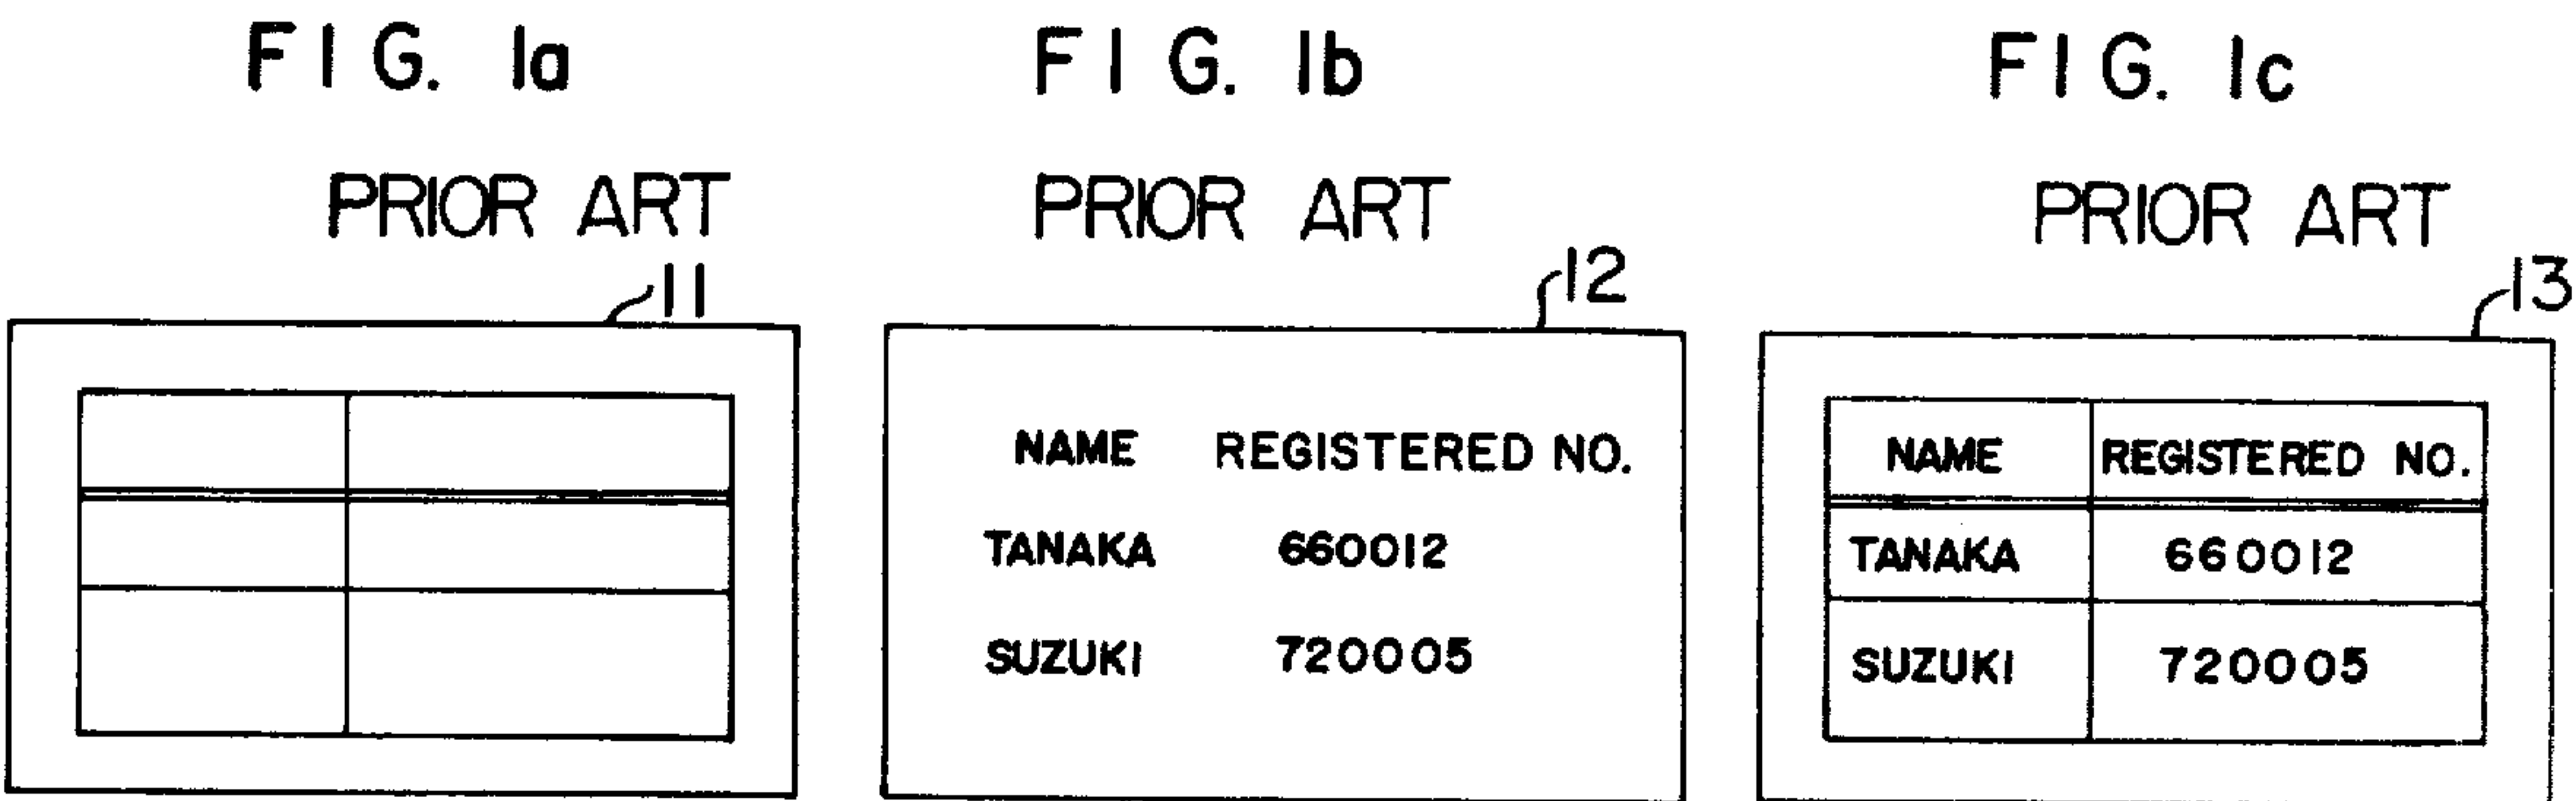 FIG. 1a
PRIOR ART
11
FIG. 1b
PRIOR ART
12
NAME REGISTERED NO.
TANAKA 660012
SUZUKI 720005
FIG. 1c
PRIOR ART
13
NAME REGISTERED NO.
TANAKA 660012
SUZUKI 720005